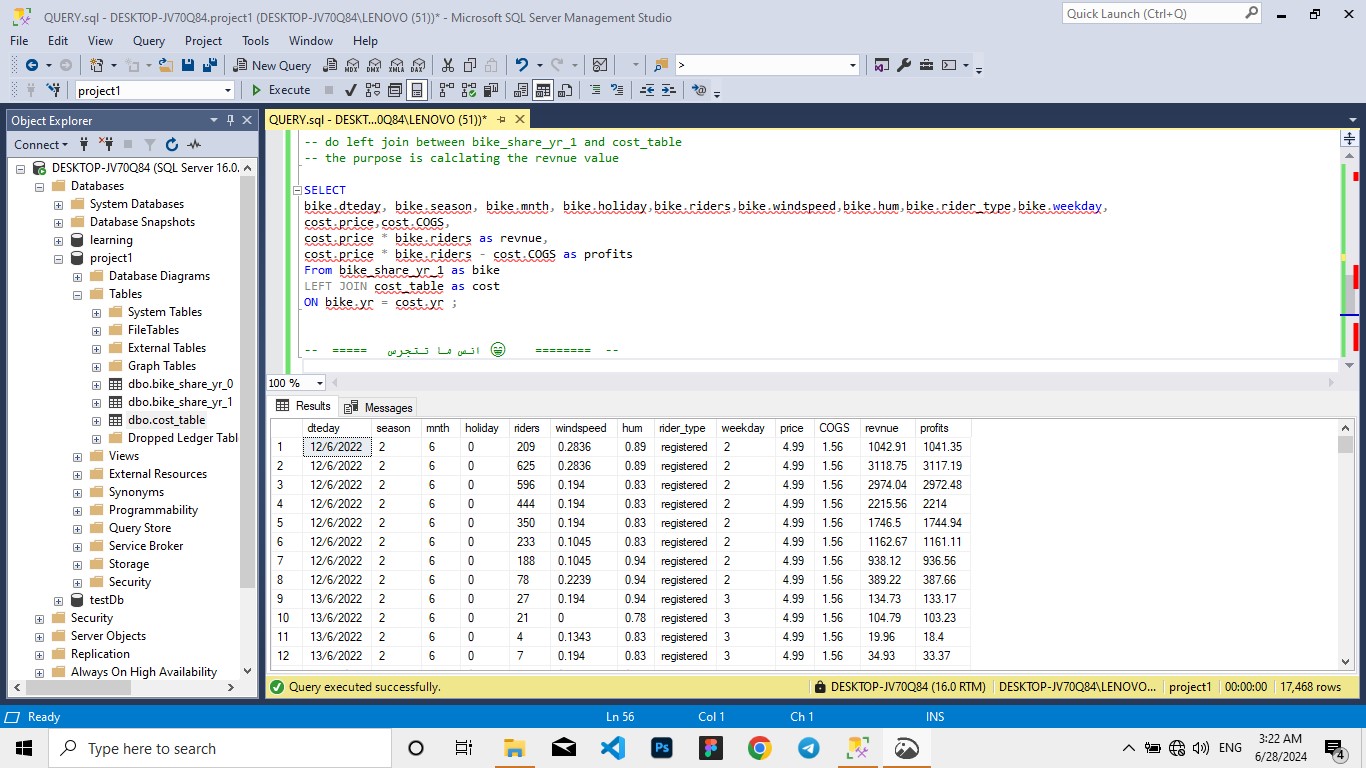 QUERY.sql - DESKTOP-JV70Q84.project1 (DESKTOP-JV70Q84\LENOVO (51))* - Microsoft SQL Server Management Studio
Quick Launch (Ctrl+Q)
File Edit View Query Project Tools Window Help
New Query MDX DMX XMLA DAX >
project1 Execute
Object Explorer
Connect
DESKTOP-JV70Q84 (SQL Server 16.0.
Databases
System Databases
Database Snapshots
learning
project1
Database Diagrams
Tables
System Tables
FileTables
External Tables
Graph Tables
dbo.bike_share_yr_0
dbo.bike_share_yr_1
dbo.cost_table
Dropped Ledger Tabl
Views
External Resources
Synonyms
Programmability
Query Store
Service Broker
Storage
Security
testDb
Security
Server Objects
Replication
Always On High Availability
QUERY.sql - DESKT...0Q84\LENOVO (51))*
-- do left join between bike_share_yr_1 and cost_table
-- the purpose is calclating the revnue value
SELECT
bike.dteday, bike.season, bike.mnth, bike.holiday,bike.riders,bike.windspeed,bike.hum,bike.rider_type,bike.weekday,
cost.price,cost.COGS,
cost.price * bike.riders as revnue,
cost.price * bike.riders - cost.COGS as profits
From bike_share_yr_1 as bike
LEFT JOIN cost_table as cost
ON bike.yr = cost.yr ;
-- ===== انس ها تتجرس 😄 ======== --
100 %
Results Messages
dteday season mnth holiday riders windspeed hum rider_type weekday price COGS revnue profits
1 12/6/2022 2 6 0 209 0.2836 0.89 registered 2 4.99 1.56 1042.91 1041.35
2 12/6/2022 2 6 0 625 0.2836 0.89 registered 2 4.99 1.56 3118.75 3117.19
3 12/6/2022 2 6 0 596 0.194 0.83 registered 2 4.99 1.56 2974.04 2972.48
4 12/6/2022 2 6 0 444 0.194 0.83 registered 2 4.99 1.56 2215.56 2214
5 12/6/2022 2 6 0 350 0.194 0.83 registered 2 4.99 1.56 1746.5 1744.94
6 12/6/2022 2 6 0 233 0.1045 0.83 registered 2 4.99 1.56 1162.67 1161.11
7 12/6/2022 2 6 0 188 0.1045 0.94 registered 2 4.99 1.56 938.12 936.56
8 12/6/2022 2 6 0 78 0.2239 0.94 registered 2 4.99 1.56 389.22 387.66
9 13/6/2022 2 6 0 27 0.194 0.94 registered 3 4.99 1.56 134.73 133.17
10 13/6/2022 2 6 0 21 0 0.78 registered 3 4.99 1.56 104.79 103.23
11 13/6/2022 2 6 0 4 0.1343 0.83 registered 3 4.99 1.56 19.96 18.4
12 13/6/2022 2 6 0 7 0.194 0.83 registered 3 4.99 1.56 34.93 33.37
Query executed successfully. DESKTOP-JV70Q84 (16.0 RTM) DESKTOP-JV70Q84\LENOVO... project1 00:00:00 17,468 rows
Ready Ln 56 Col 1 Ch 1 INS
Type here to search
Ps
ENG
3:22 AM
6/28/2024
4